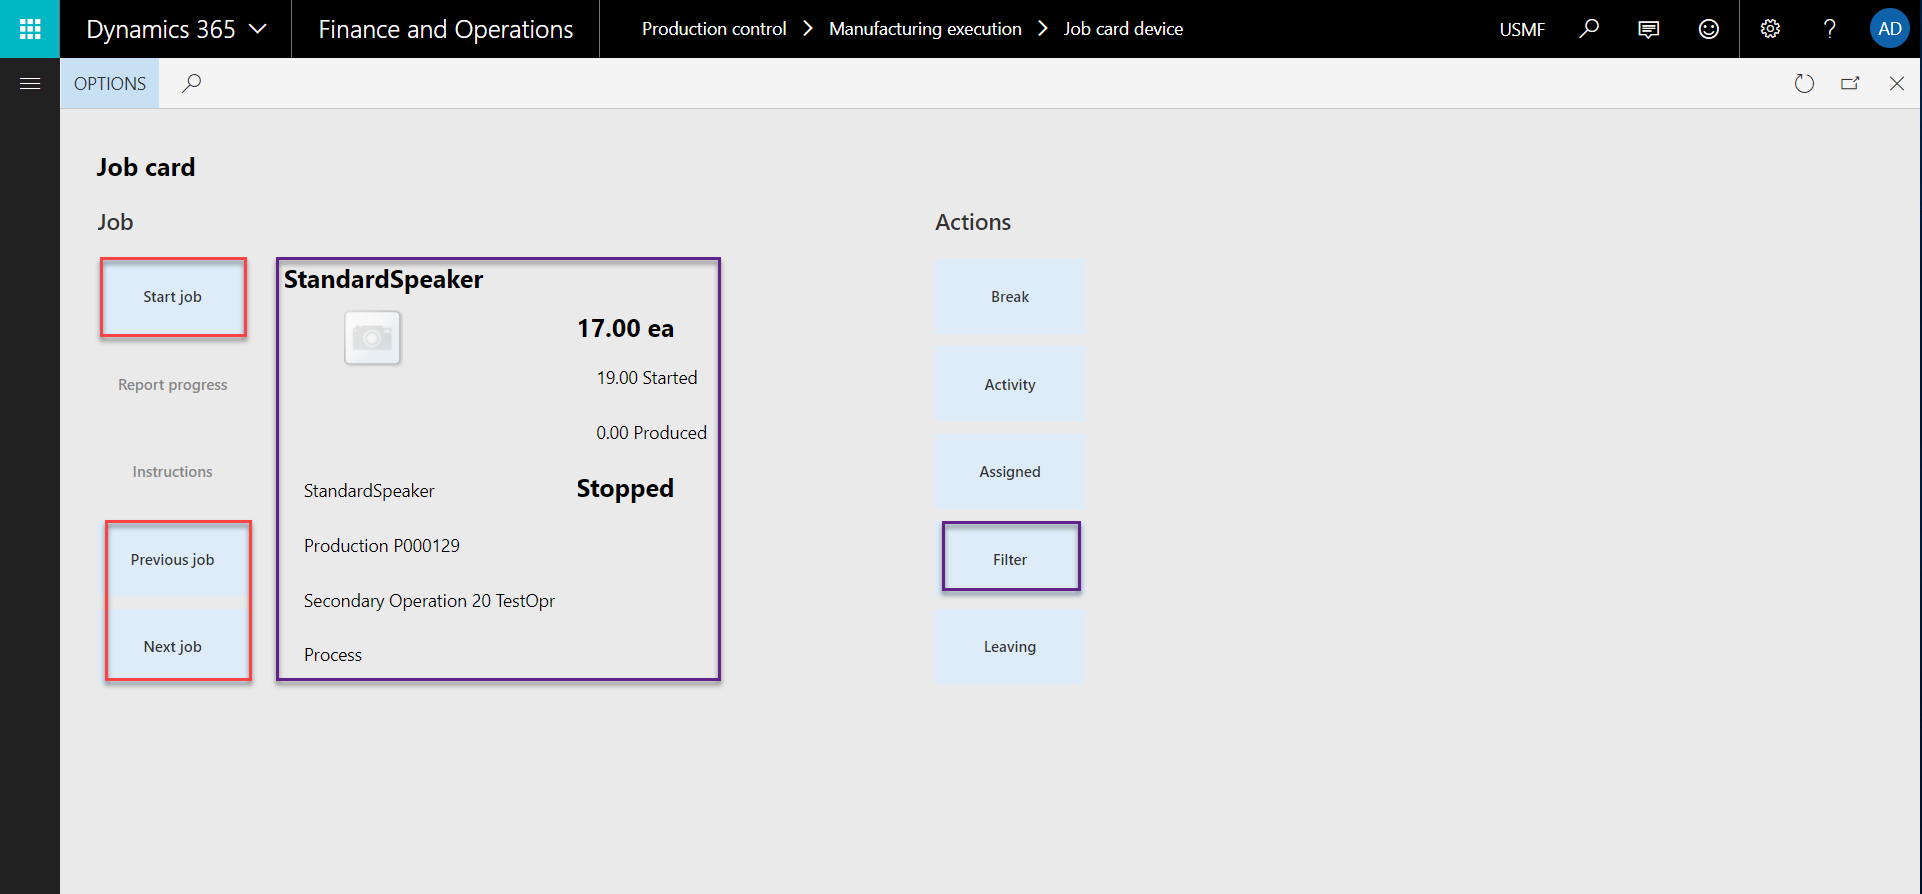 Dynamics 365
Finance and Operations
Production control > Manufacturing execution > Job card device
USMF
?
AD
OPTIONS
Job card
Job
Actions
Start job
Report progress
Instructions
Previous job
Next job
StandardSpeaker
17.00 ea
19.00 Started
0.00 Produced
StandardSpeaker
Stopped
Production P000129
Secondary Operation 20 TestOpr
Process
Break
Activity
Assigned
Filter
Leaving